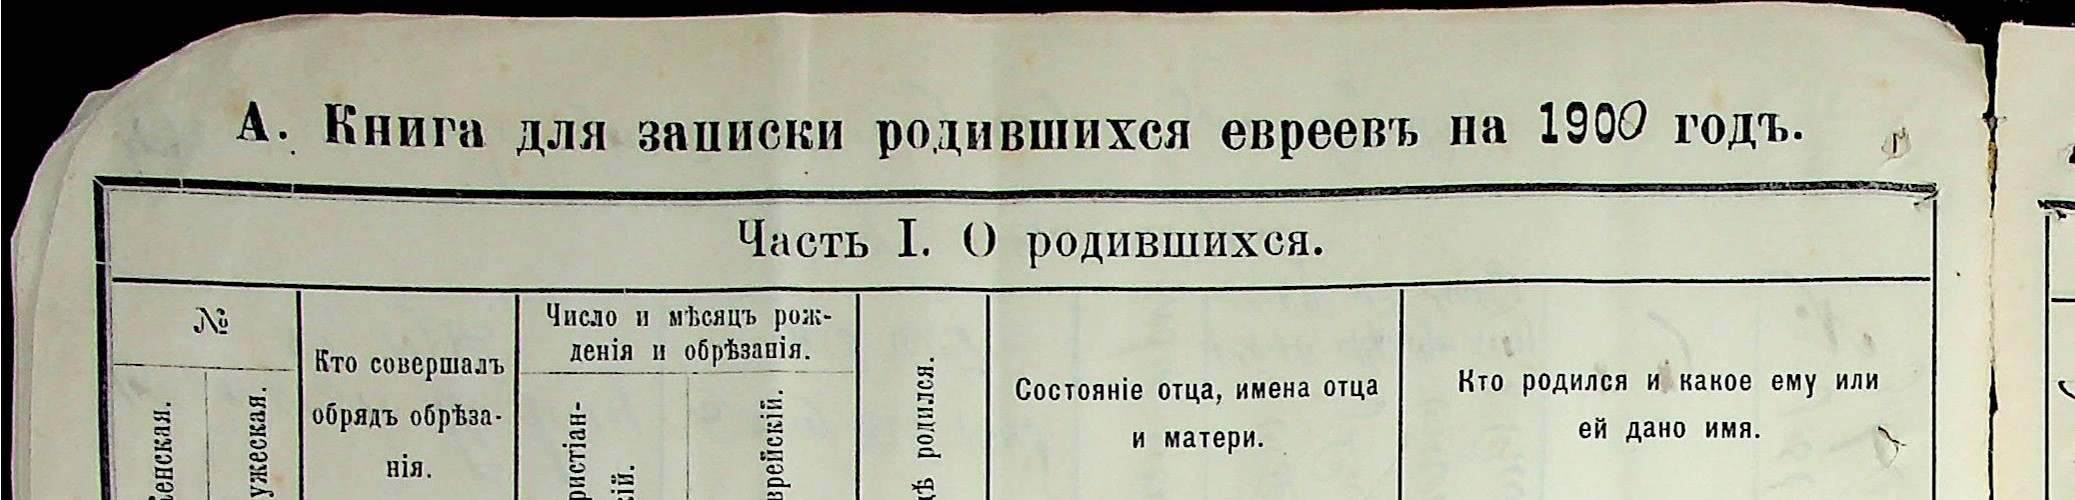 А. Книга для записки родившихся евреевъ на 1900 годъ.
Часть I. О родившихся.
№
Кто совершалъ
обрядъ обрѣза-
нія.
Число и мѣсяцъ рож-
денія и обрѣзанія.
Состояніе отца, имена отца
и матери.
Кто родился и какое ему или
ей дано имя.
родился.